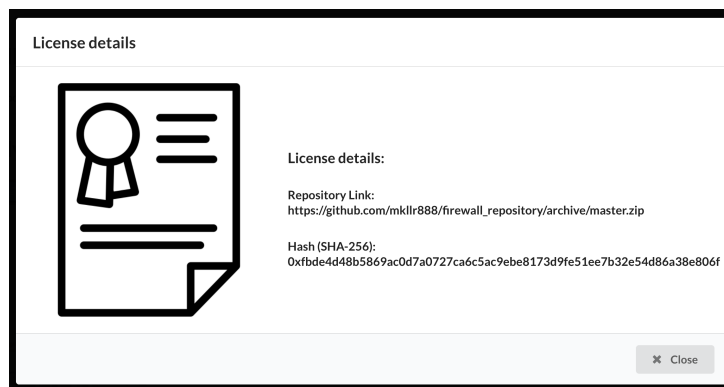 License details
License details:
Repository Link:
https://github.com/mkllr888/firewall_repository/archive/master.zip
Hash (SHA-256):
0xfbde4d48b5869ac0d7a0727ca6c5ac9ebe8173d9fe51ee7b32e54d86a38e806f
✖ Close